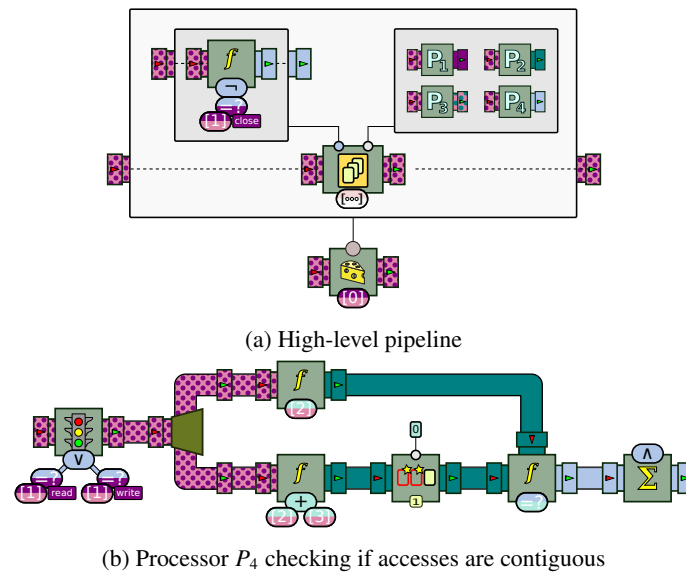 f
¬
=?
[1] close
P1 P2
P3 P4
[ooo]
[0]
(a) High-level pipeline
f
[2]
0
∨
∧
f
f
Σ
=? =?
[1] read [1] write
+
[2] [3]
1
=?
(b) Processor P4 checking if accesses are contiguous